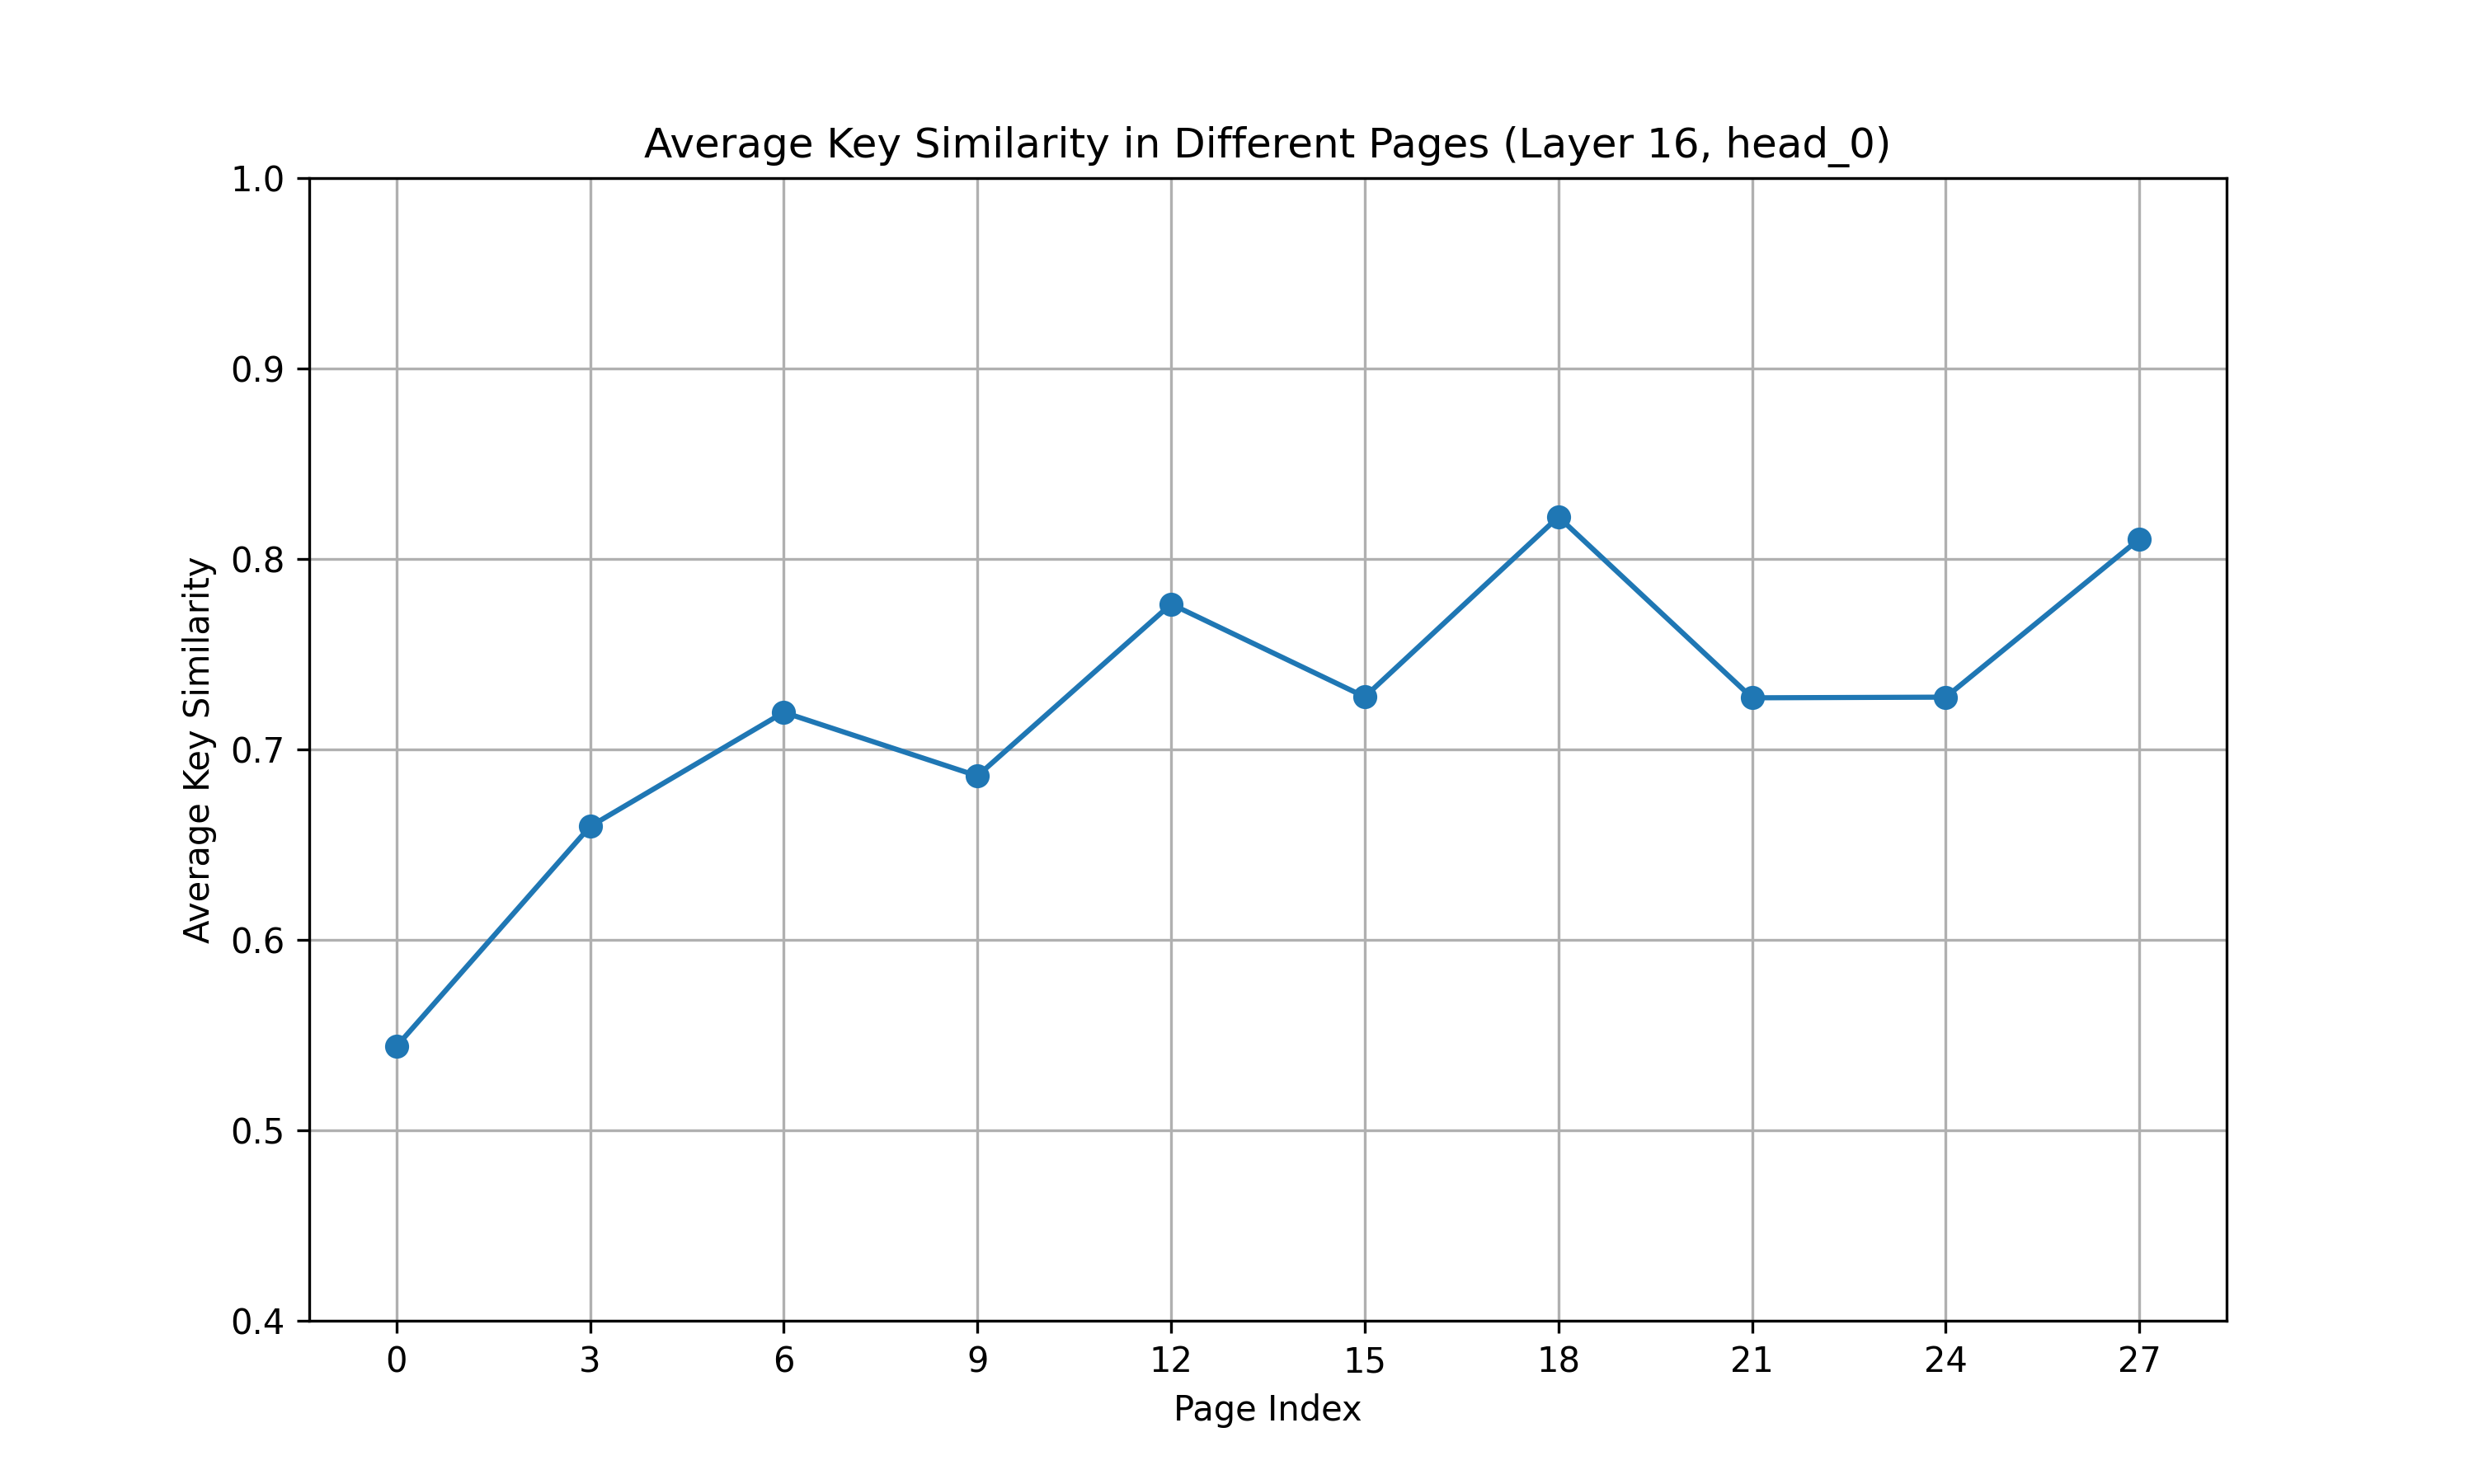 Average Key Similarity in Different Pages (Layer 16, head_0)
1.0
0.9
0.8
0.7
0.6
0.5
0.4
Average Key Similarity
0 3 6 9 12 15 18 21 24 27
Page Index